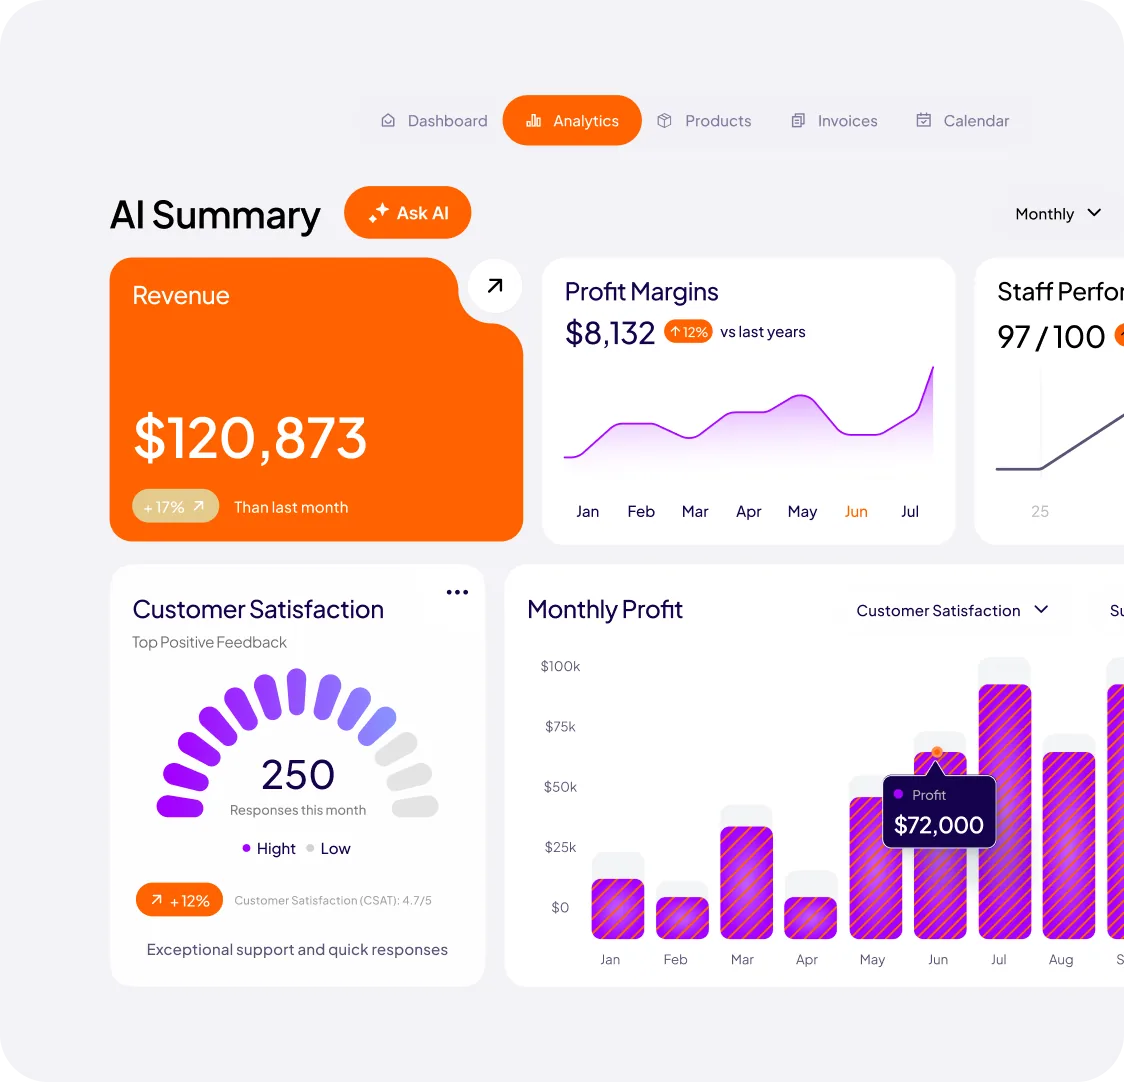 Dashboard
Analytics
Products
Invoices
Calendar
AI Summary
Ask AI
Monthly
Revenue
$120,873
+ 17%
Than last month
Profit Margins
$8,132
12%
vs last years
Jan Feb Mar Apr May Jun Jul
Staff Perfor
97 / 100
25
Customer Satisfaction
Top Positive Feedback
250
Responses this month
Hight Low
+ 12%
Customer Satisfaction (CSAT): 4.7/5
Exceptional support and quick responses
Monthly Profit
Customer Satisfaction
Su
$100k
$75k
$50k
$25k
$0
Profit
$72,000
Jan Feb Mar Apr May Jun Jul Aug S